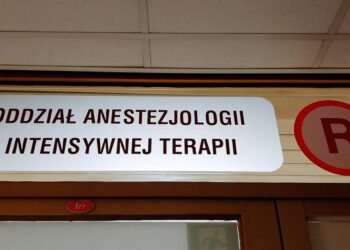 ODDZIAŁ ANESTEZJOLOGII
INTENSYWNEJ TERAPII
R